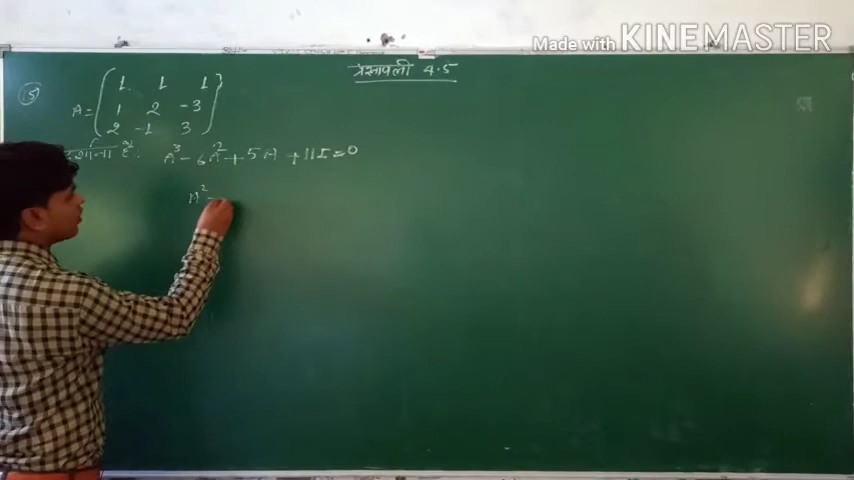 Made with KINEMASTER
प्रश्नावली 4.5
(15) A = ( 1 1 1
1 2 -3
2 -1 3 )
दर्शाना है: A³ - 6A² + 5A + 11I = 0
A² -